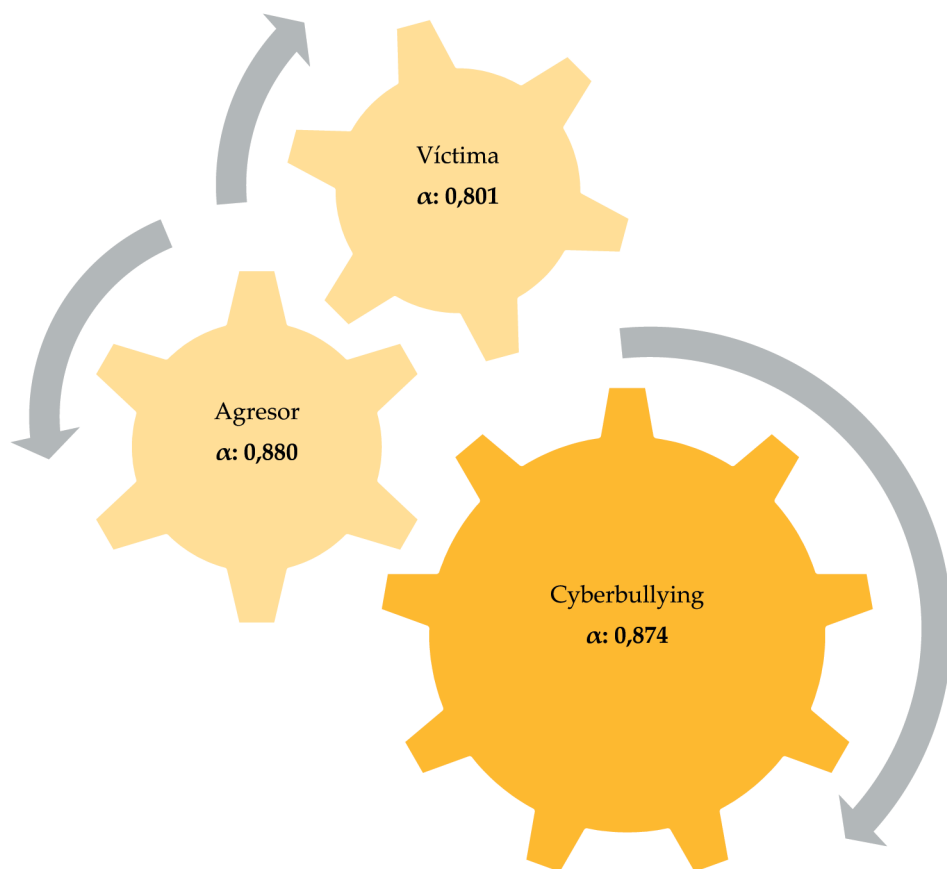 Víctima
α: 0,801
Agresor
α: 0,880
Cyberbullying
α: 0,874